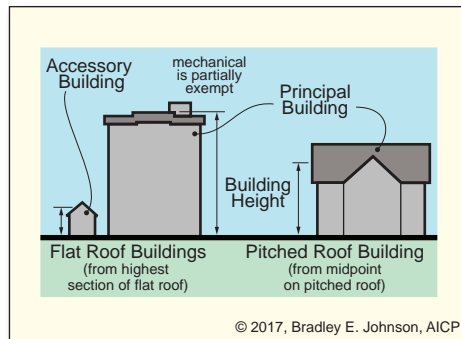 Accessory
Building
mechanical
is partially
exempt
Principal
Building
Building
Height
Flat Roof Buildings
(from highest
section of flat roof)
Pitched Roof Building
(from midpoint
on pitched roof)
© 2017, Bradley E. Johnson, AICP